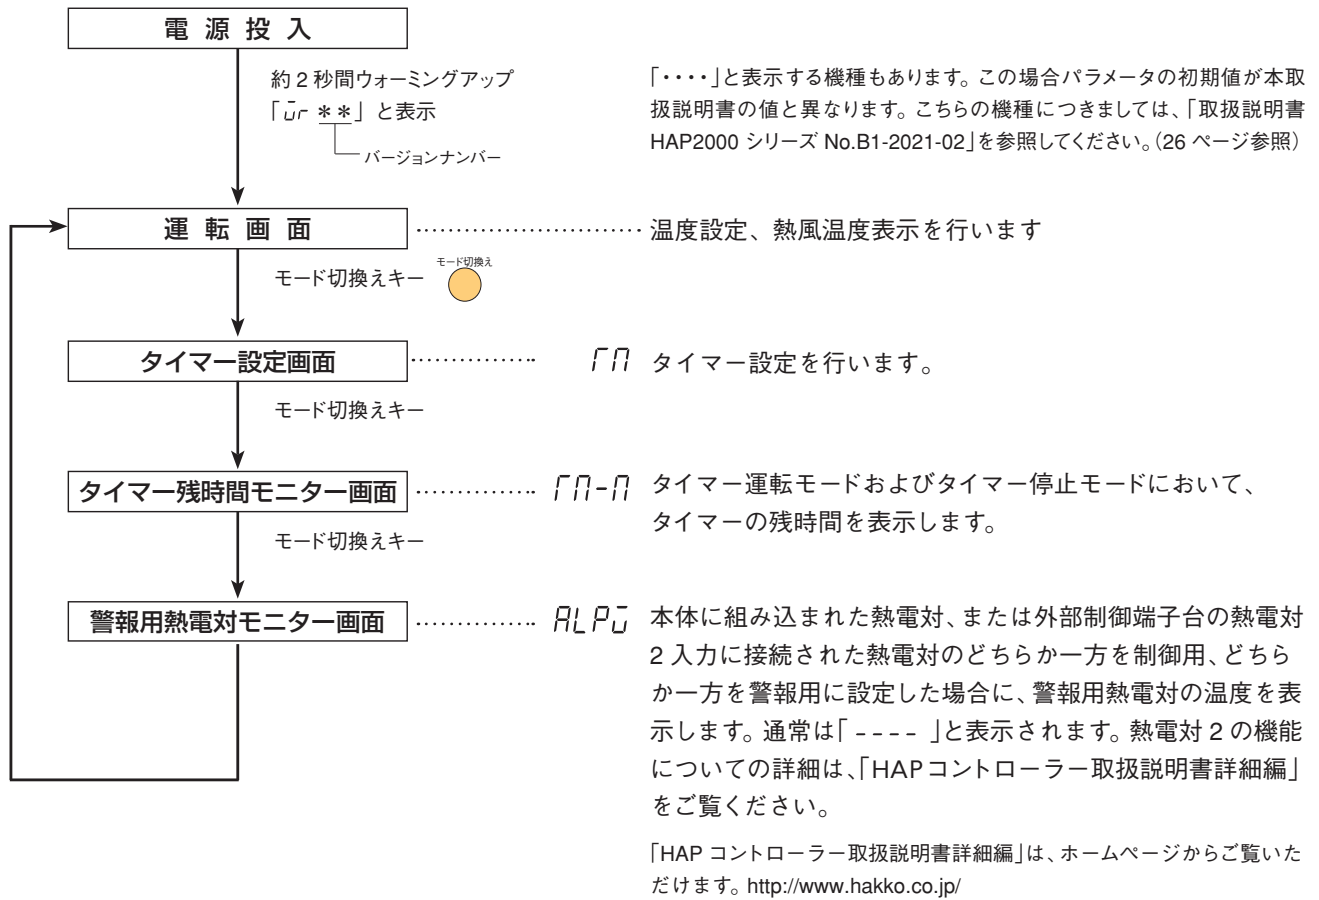 電源投入
約 2 秒間ウォーミングアップ
「 ür ** 」と表示
バージョンナンバー
「・・・・」と表示する機種もあります。この場合パラメータの初期値が本取
扱説明書の値と異なります。こちらの機種につきましては、「取扱説明書
HAP2000 シリーズ No.B1-2021-02」を参照してください。（26 ページ参照）
運転画面
温度設定、熱風温度表示を行います
モード切換えキー
モード切換え
タイマー設定画面
タイマー設定を行います。
モード切換えキー
タイマー残時間モニター画面
タイマー運転モードおよびタイマー停止モードにおいて、
タイマーの残時間を表示します。
モード切換えキー
警報用熱電対モニター画面
本体に組み込まれた熱電対、または外部制御端子台の熱電対
2 入力に接続された熱電対のどちらか一方を制御用、どちら
か一方を警報用に設定した場合に、警報用熱電対の温度を表
示します。通常は「 ---- 」と表示されます。熱電対 2 の機能
についての詳細は、「HAPコントローラー取扱説明書詳細編」
をご覧ください。
「HAP コントローラー取扱説明書詳細編」は、ホームページからご覧いた
だけます。http://www.hakko.co.jp/